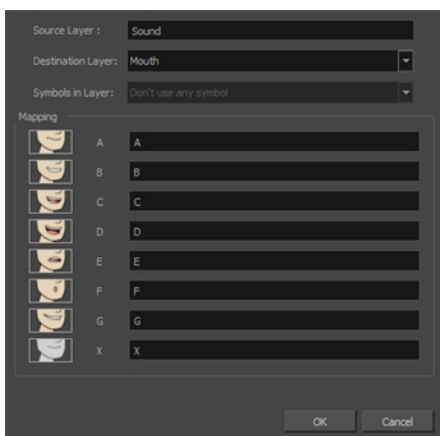 Source Layer : Sound
Destination Layer: Mouth
Symbols in Layer: Don't use any symbol
Mapping
A A
B B
C C
D D
E E
F F
G G
X X
OK Cancel